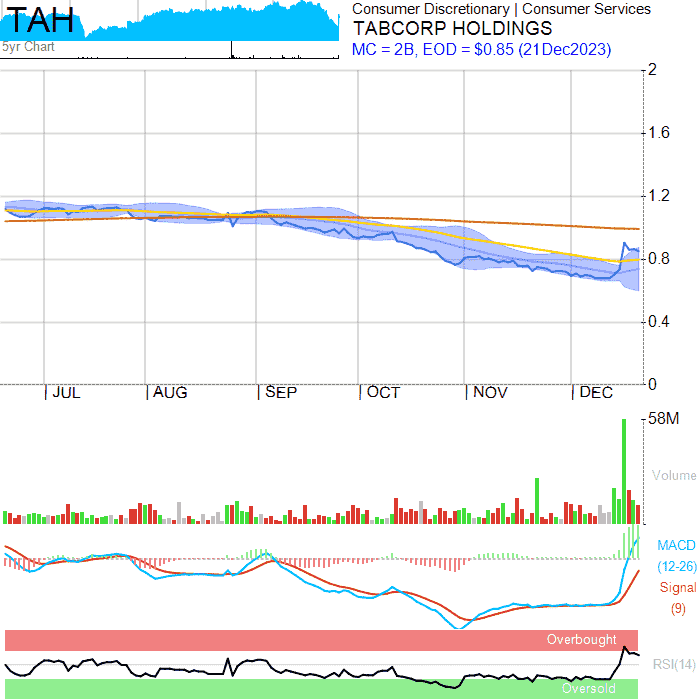 TAH
5yr Chart
Consumer Discretionary | Consumer Services
TABCORP HOLDINGS
MC = 2B, EOD = $0.85 (21Dec2023)
2
1.6
1.2
0.8
0.4
0
JUL
AUG
SEP
OCT
NOV
DEC
58M
Volume
MACD
(12-26)
Signal
(9)
Overbought
RSI(14)
Oversold